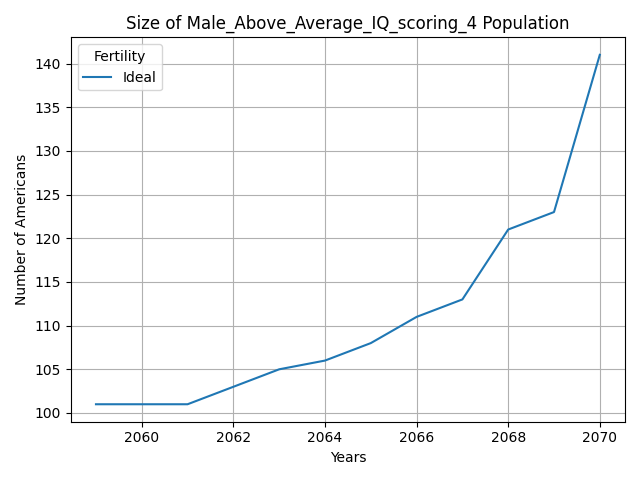 Size of Male_Above_Average_IQ_scoring_4 Population
Fertility
Ideal
Number of Americans
140
135
130
125
120
115
110
105
100
2060 2062 2064 2066 2068 2070
Years